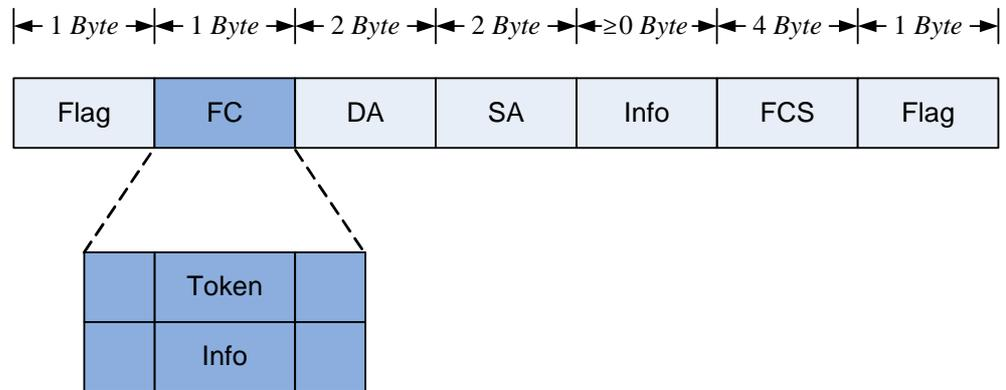 1 Byte 1 Byte 2 Byte 2 Byte ≥0 Byte 4 Byte 1 Byte
Flag FC DA SA Info FCS Flag
Token
Info